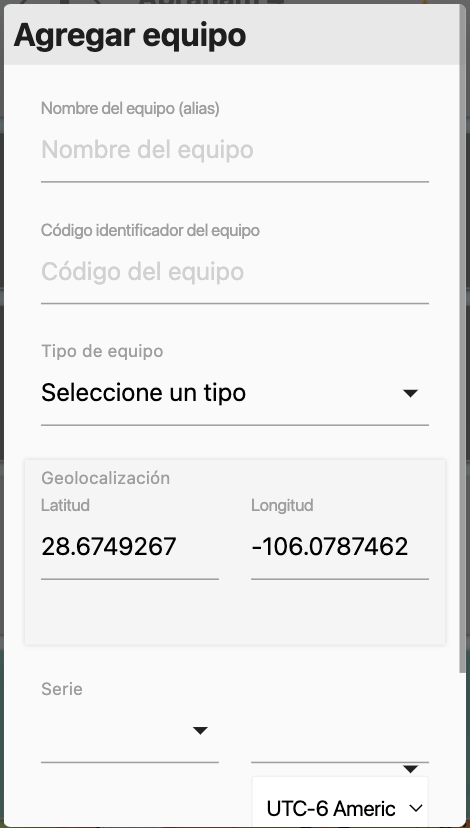 Agregar equipo
Nombre del equipo (alias)
Nombre del equipo
Código identificador del equipo
Código del equipo
Tipo de equipo
Seleccione un tipo
Geolocalización
Latitud Longitud
28.6749267 -106.0787462
Serie
UTC-6 Americ